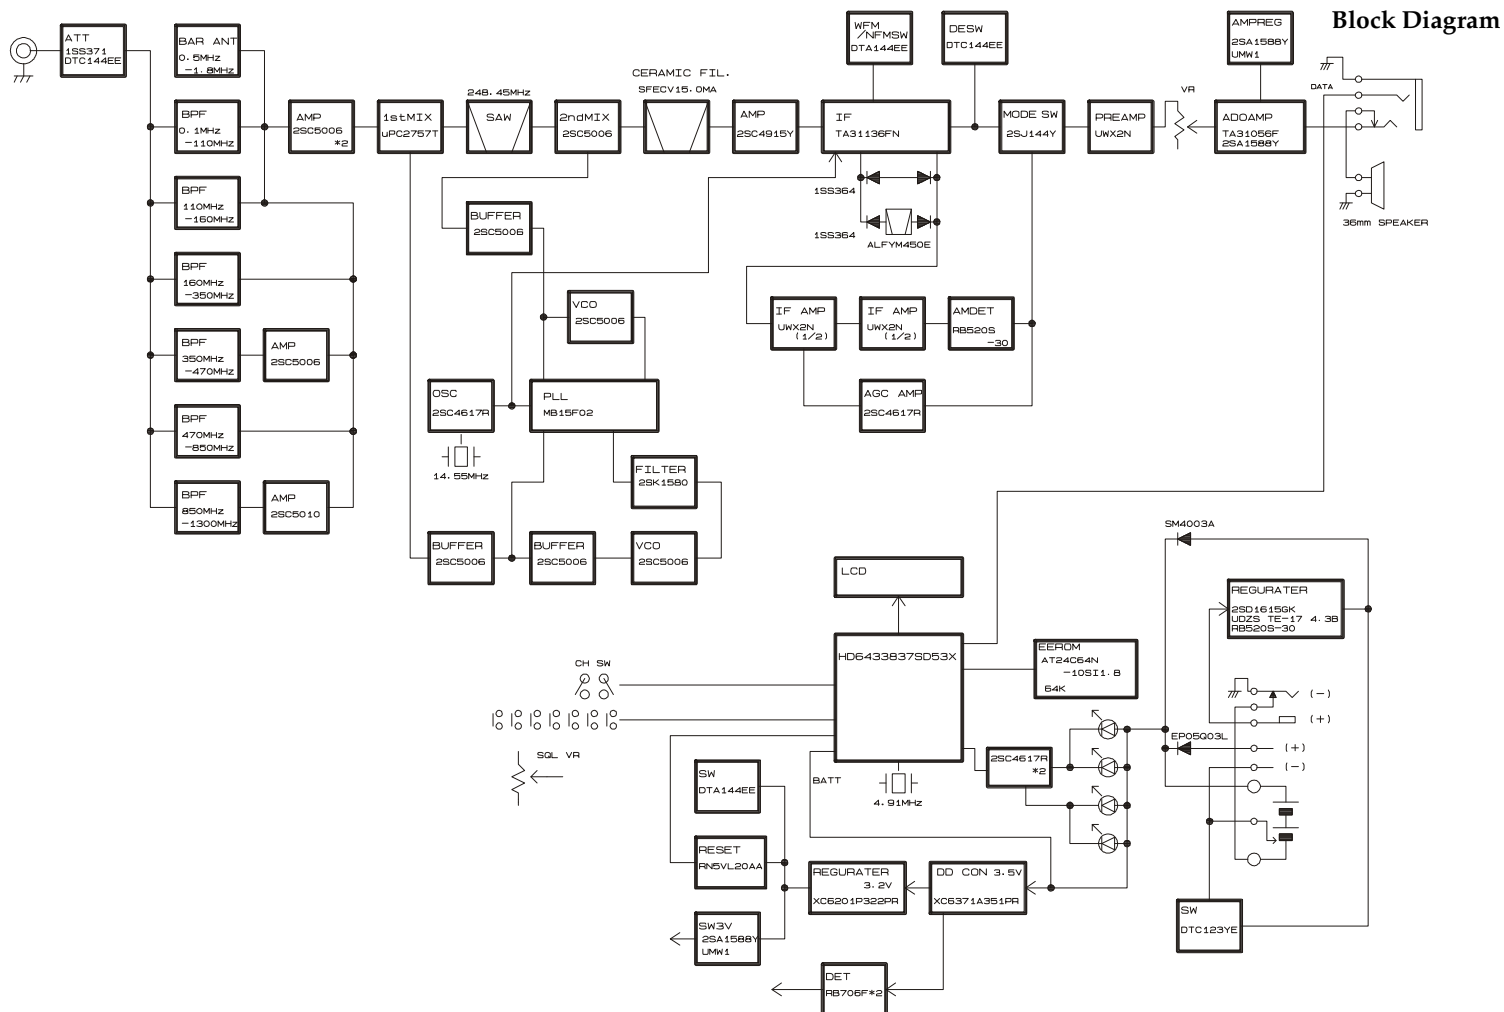 Block Diagram
ATT
1SS371
DTC144EE
BAR ANT
0.5MHz
-1.8MHz
BPF
0.1MHz
-110MHz
BPF
110MHz
-160MHz
BPF
160MHz
-350MHz
BPF
350MHz
-470MHz
AMP
2SC5006
BPF
470MHz
-850MHz
BPF
850MHz
-1300MHz
AMP
2SC5010
AMP
2SC5006
*2
1stMIX
uPC2757T
248.45MHz
SAW
2ndMIX
2SC5006
CERAMIC FIL.
SFECV15.0MA
AMP
2SC4915Y
WFM
/NFMSW
DTA144EE
IF
TA31136FN
DESW
DTC144EE
MODE SW
2SJ144Y
PREAMP
UWX2N
VR
AMPREG
2SA1588Y
UMW1
ADOAMP
TA31056F
2SA1588Y
DATA
36mm SPEAKER
1SS364
1SS364
ALFYM450E
BUFFER
2SC5006
VCO
2SC5006
OSC
2SC4617R
14.55MHz
PLL
MB15F02
FILTER
2SK1580
BUFFER
2SC5006
BUFFER
2SC5006
VCO
2SC5006
IF AMP
UWX2N
(1/2)
IF AMP
UWX2N
(1/2)
AMDET
RB520S
-30
AGC AMP
2SC4617R
LCD
HD6433837SD53X
4.91MHz
EEROM
AT24C64N
-10SI1.8
64K
CH SW
SQL VR
BATT
2SC4617R
*2
SM4003A
REGURATER
2SD1615GK
UDZS TE-17 4.3B
RB520S-30
(-)
(+)
EP05Q03L
(+)
(-)
SW
DTC123YE
SW
DTA144EE
RESET
RN5VL20AA
SW3V
2SA1588Y
UMW1
REGURATER
3.2V
XC6201P322PR
DD CON 3.5V
XC6371A351PR
DET
RB706F*2